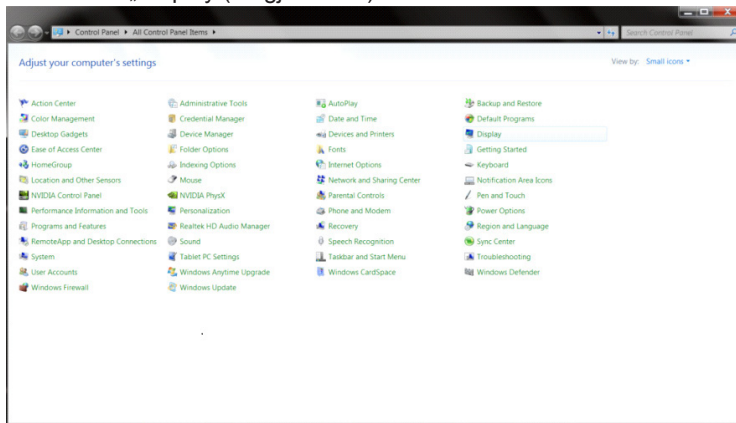 Control Panel ▸ All Control Panel Items ▸
Search Control Panel
Adjust your computer's settings
View by: Small icons
Action Center Administrative Tools AutoPlay Backup and Restore
Color Management Credential Manager Date and Time Default Programs
Desktop Gadgets Device Manager Devices and Printers Display
Ease of Access Center Folder Options Fonts Getting Started
HomeGroup Indexing Options Internet Options Keyboard
Location and Other Sensors Mouse Network and Sharing Center Notification Area Icons
NVIDIA Control Panel NVIDIA PhysX Parental Controls Pen and Touch
Performance Information and Tools Personalization Phone and Modem Power Options
Programs and Features Realtek HD Audio Manager Recovery Region and Language
RemoteApp and Desktop Connections Sound Speech Recognition Sync Center
System Tablet PC Settings Taskbar and Start Menu Troubleshooting
User Accounts Windows Anytime Upgrade Windows CardSpace Windows Defender
Windows Firewall Windows Update